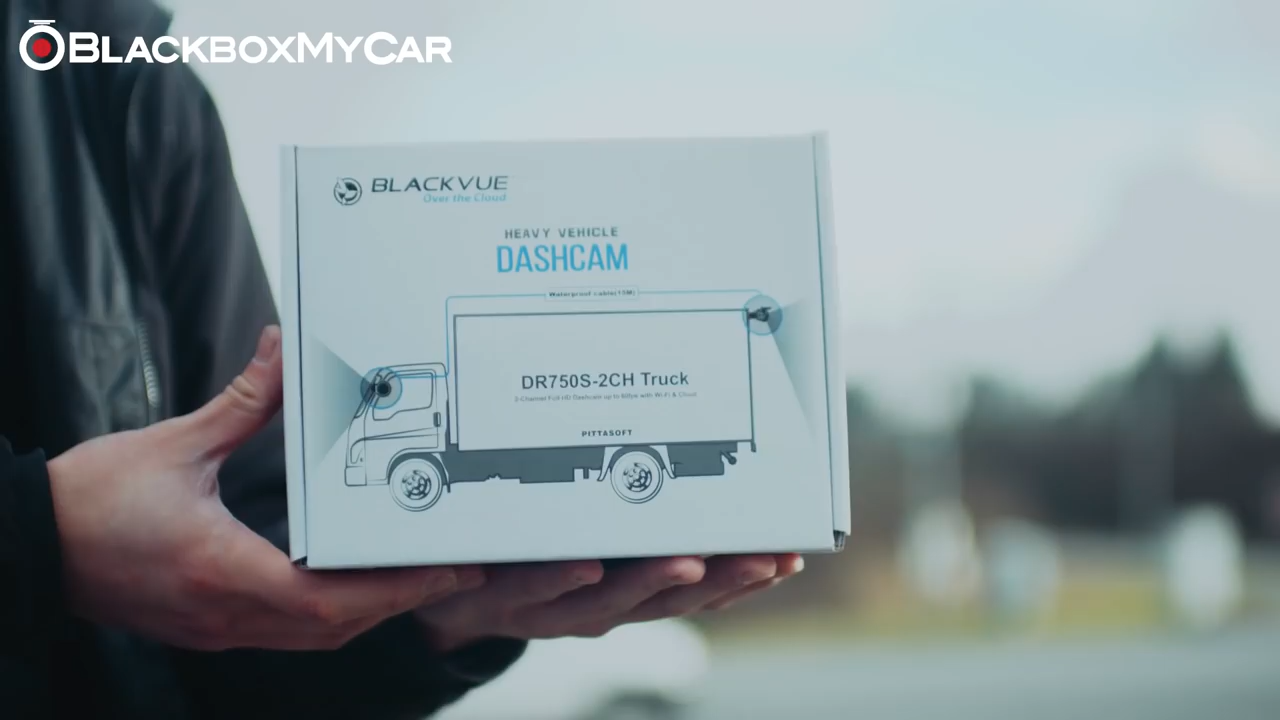 BLACKBOXMYCAR
BLACKVUE
Over the Cloud
HEAVY VEHICLE
DASHCAM
Waterproof cable(15M)
DR750S-2CH Truck
2-Channel Full HD Dashcam up to 60fps with Wi-Fi & Cloud
PITTASOFT